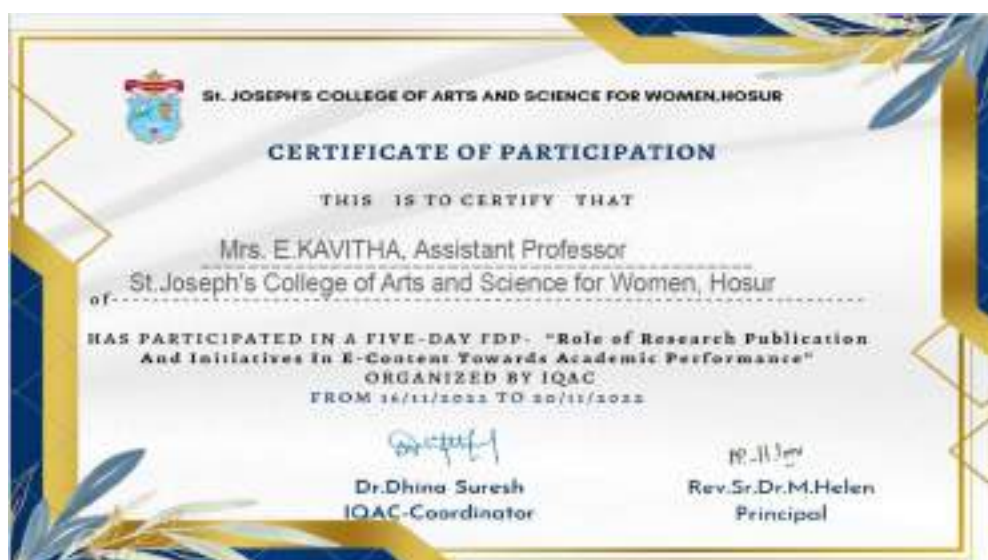 St. JOSEPH'S COLLEGE OF ARTS AND SCIENCE FOR WOMEN,HOSUR
CERTIFICATE OF PARTICIPATION
THIS IS TO CERTIFY THAT
Mrs. E.KAVITHA, Assistant Professor
of St.Joseph's College of Arts and Science for Women, Hosur
HAS PARTICIPATED IN A FIVE-DAY FDP- "Role of Research Publication
And Initiatives In E-Content Towards Academic Performance"
ORGANIZED BY IQAC
FROM 16/11/2022 TO 20/11/2022
Dr.Dhina Suresh
IQAC-Coordinator
Rev.Sr.Dr.M.Helen
Principal